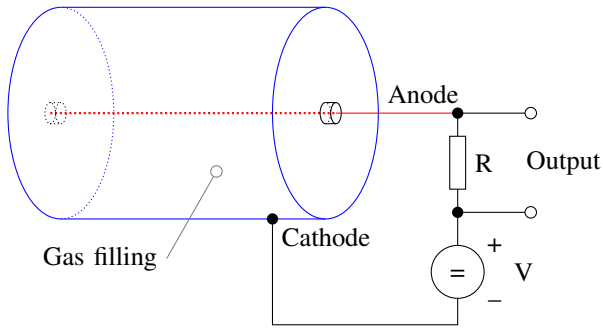 Anode
R
Output
Cathode
Gas filling
+
=
V
−